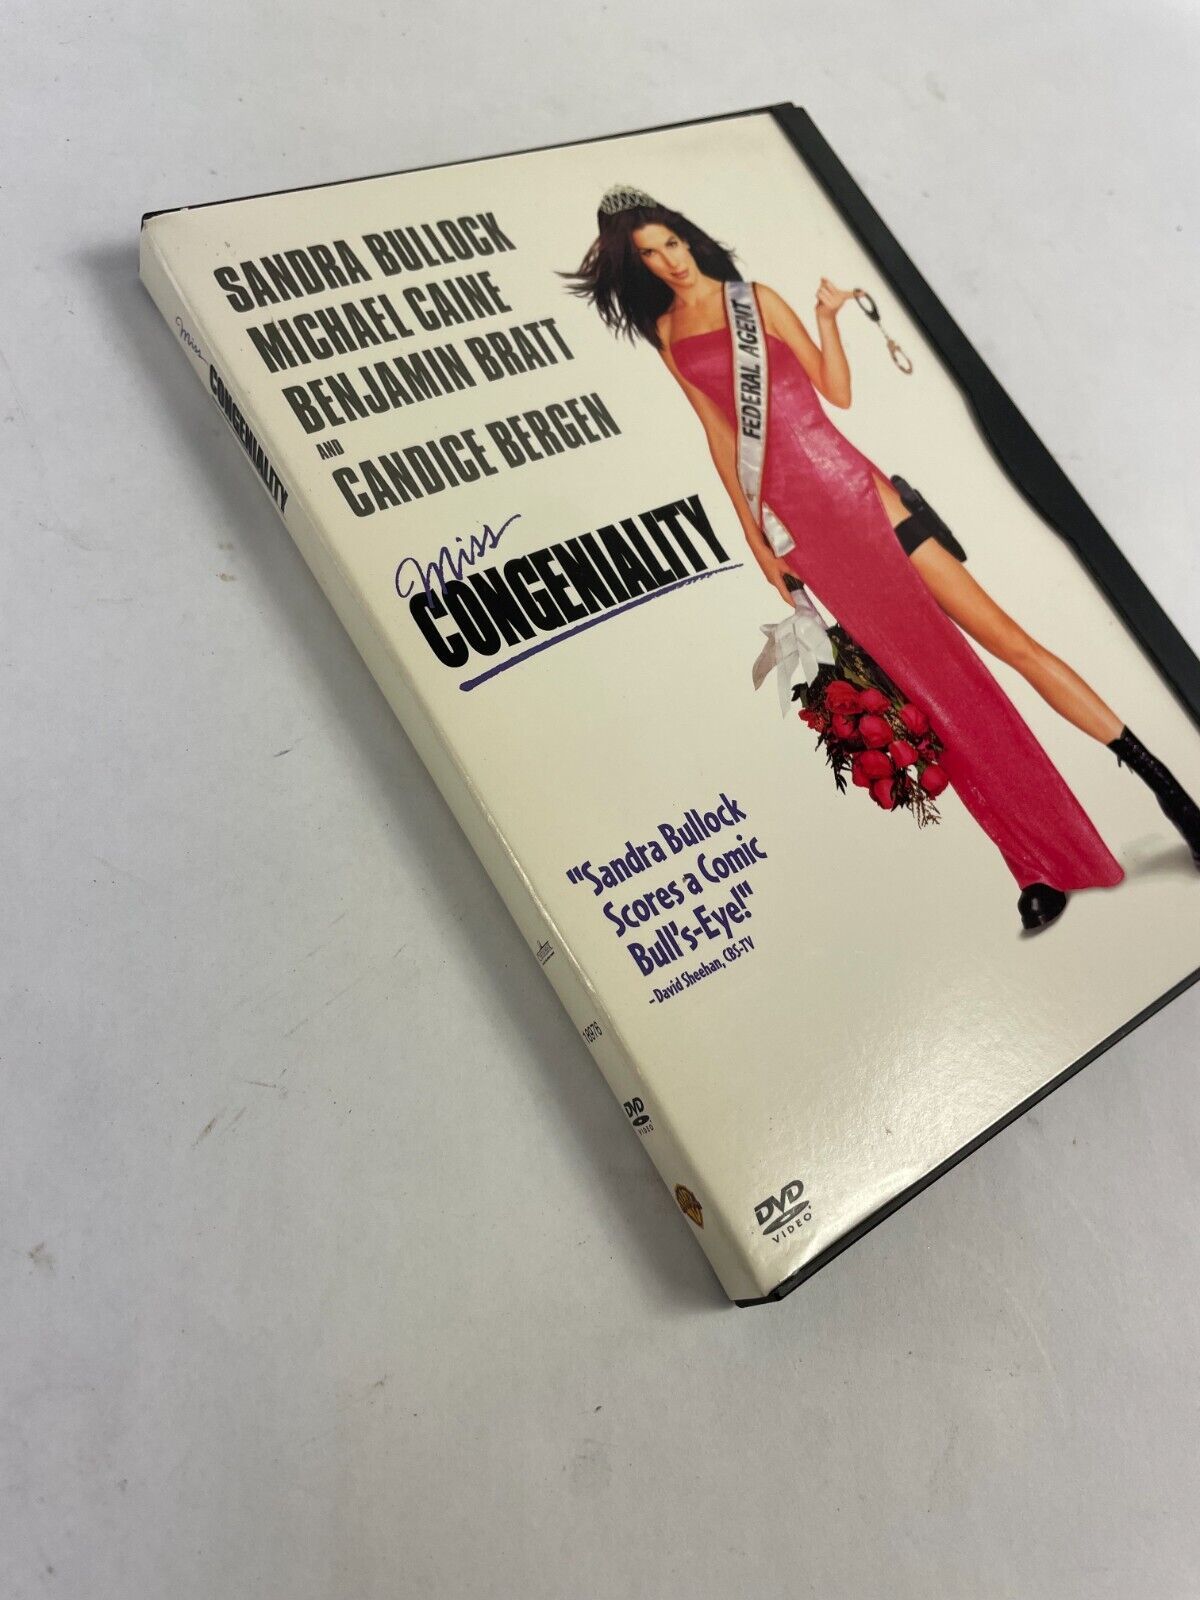 SANDRA BULLOCK
MICHAEL CAINE
BENJAMIN BRATT
AND
CANDICE BERGEN
Miss
CONGENIALITY
FEDERAL AGENT
"Sandra Bullock
Scores a Comic
Bull's-Eye!"
–David Sheehan, CBS-TV
DVD
VIDEO
Miss
CONGENIALITY
18976
DVD
VIDEO